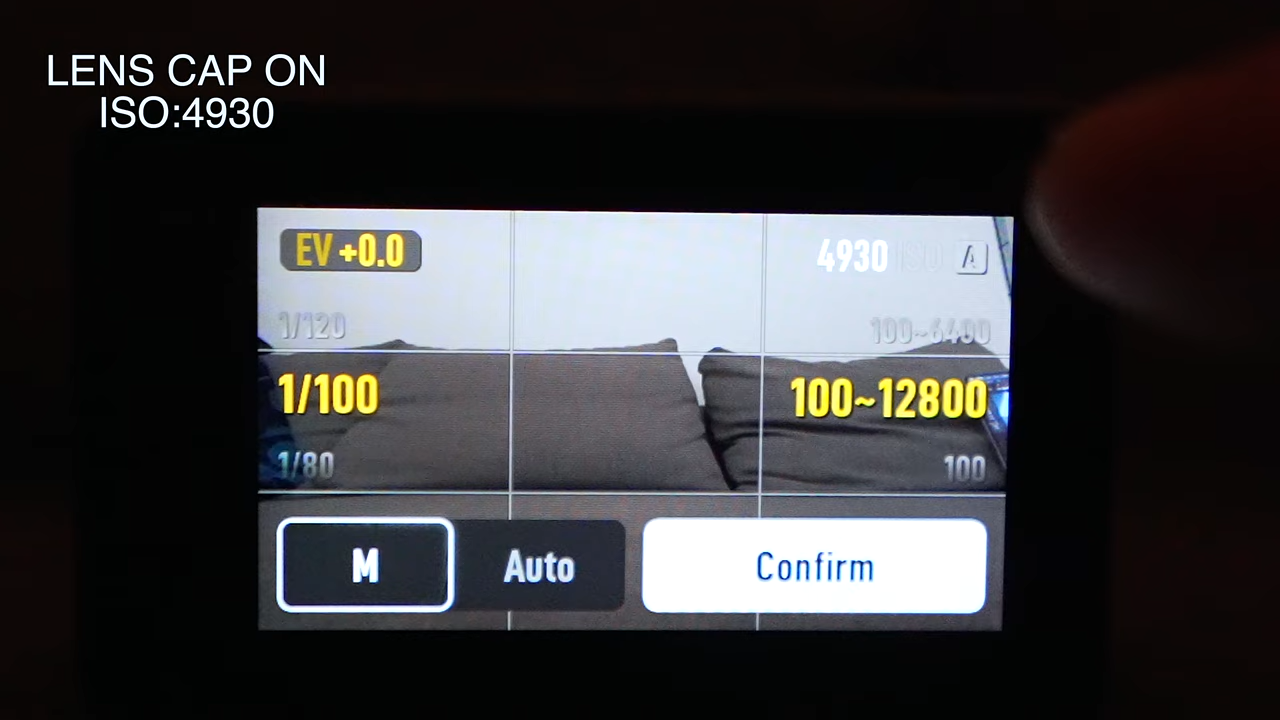 LENS CAP ON
ISO:4930
EV +0.0
4930 ISO A
1/120
100~6400
1/100
100~12800
1/80
100
M
Auto
Confirm